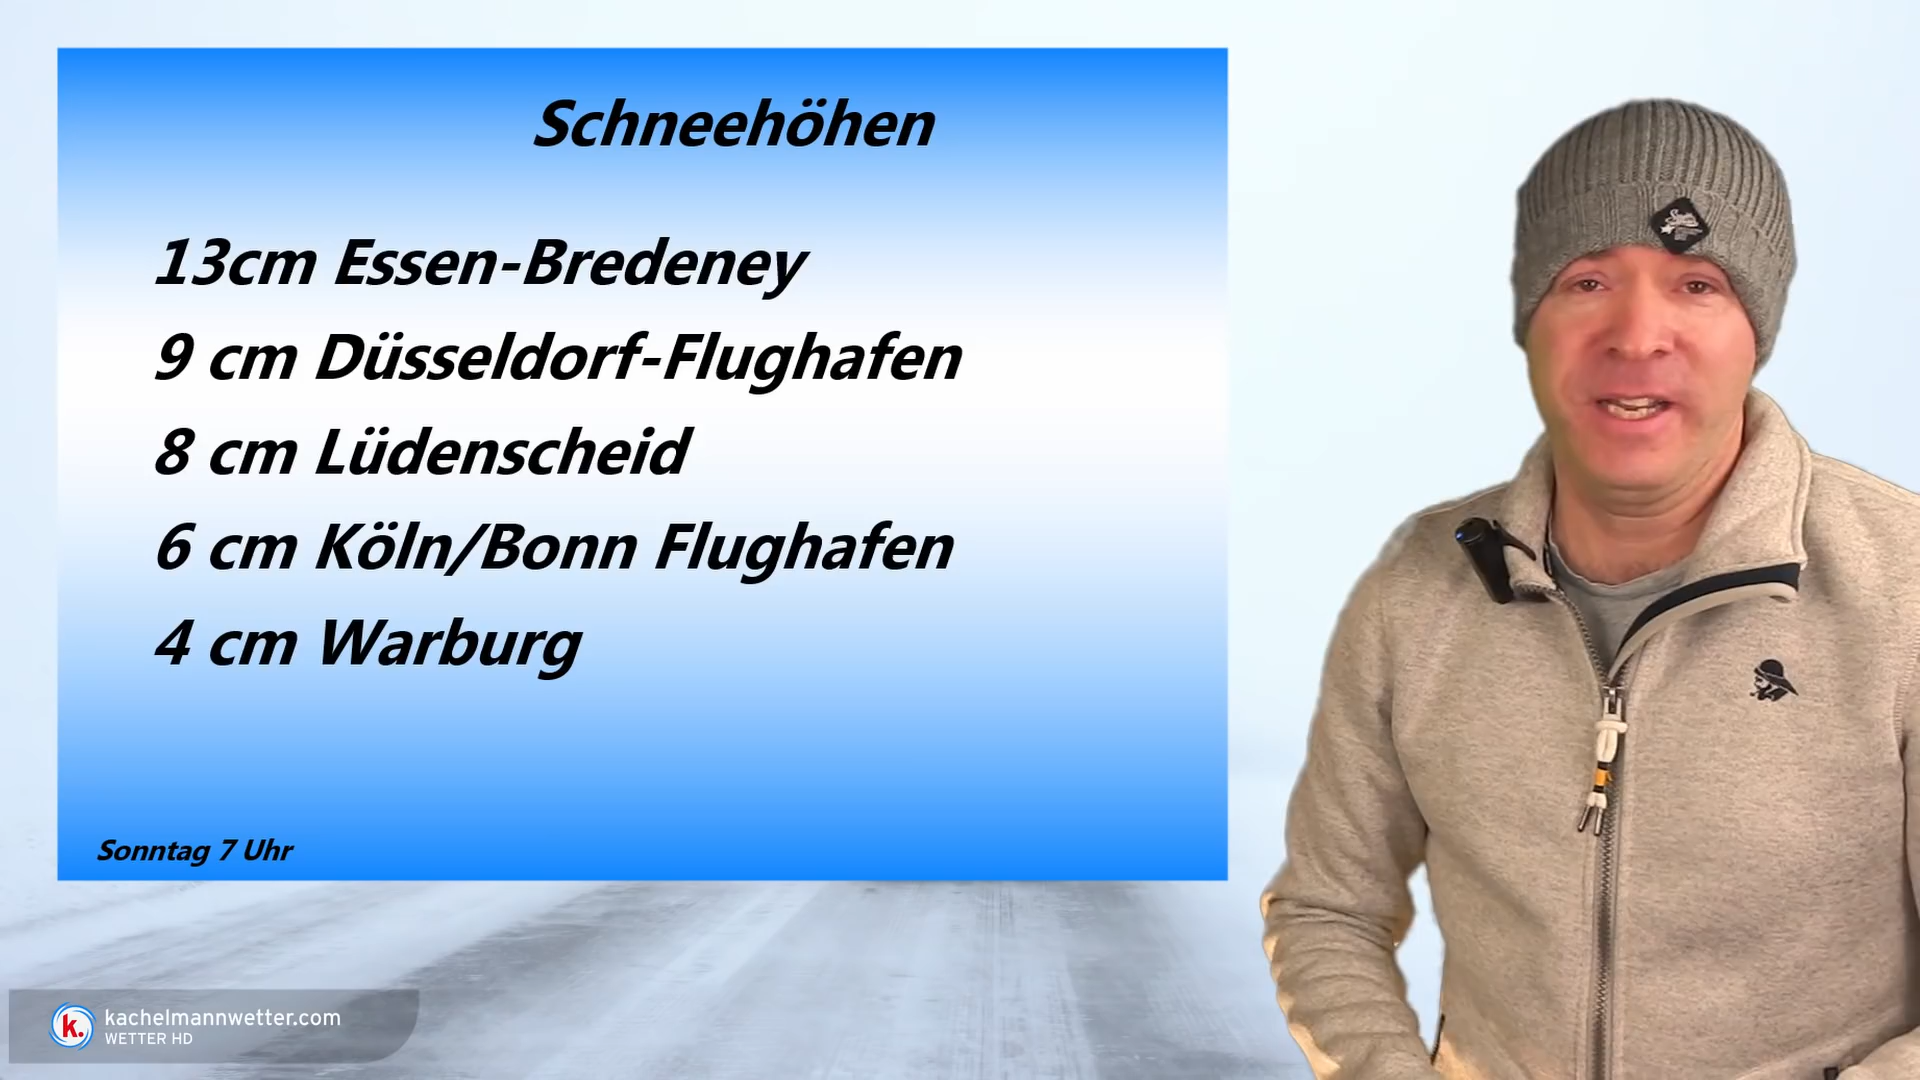 Schneehöhen
13cm Essen-Bredeney
9 cm Düsseldorf-Flughafen
8 cm Lüdenscheid
6 cm Köln/Bonn Flughafen
4 cm Warburg
Sonntag 7 Uhr
k.
kachelmannwetter.com
WETTER HD